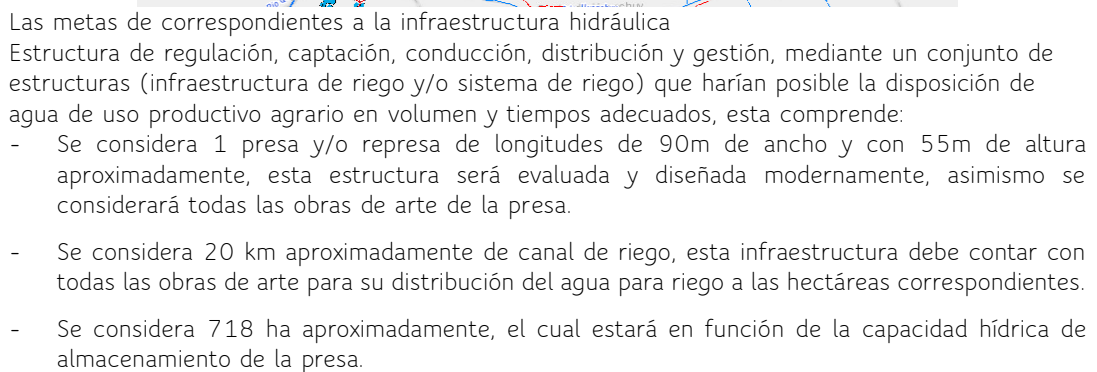 Las metas de correspondientes a la infraestructura hidráulica
Estructura de regulación, captación, conducción, distribución y gestión, mediante un conjunto de
estructuras (infraestructura de riego y/o sistema de riego) que harían posible la disposición de
agua de uso productivo agrario en volumen y tiempos adecuados, esta comprende:
- Se considera 1 presa y/o represa de longitudes de 90m de ancho y con 55m de altura
aproximadamente, esta estructura será evaluada y diseñada modernamente, asimismo se
considerará todas las obras de arte de la presa.
- Se considera 20 km aproximadamente de canal de riego, esta infraestructura debe contar con
todas las obras de arte para su distribución del agua para riego a las hectáreas correspondientes.
- Se considera 718 ha aproximadamente, el cual estará en función de la capacidad hídrica de
almacenamiento de la presa.